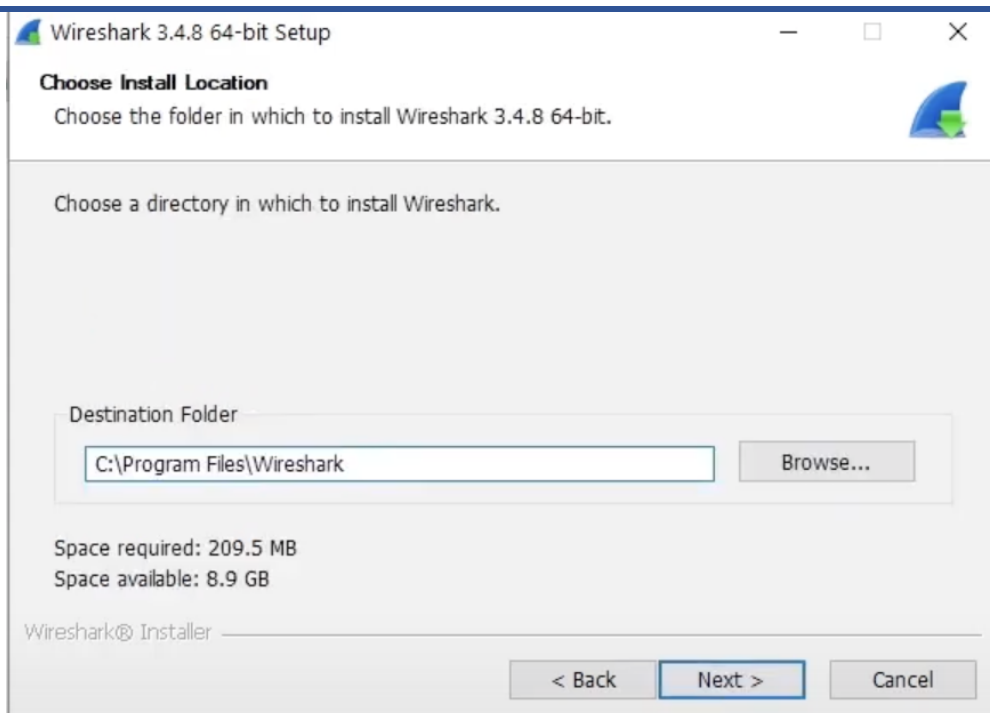 Wireshark 3.4.8 64-bit Setup
Choose Install Location
Choose the folder in which to install Wireshark 3.4.8 64-bit.
Choose a directory in which to install Wireshark.
Destination Folder
C:\Program Files\Wireshark
Browse...
Space required: 209.5 MB
Space available: 8.9 GB
Wireshark® Installer
< Back Next > Cancel